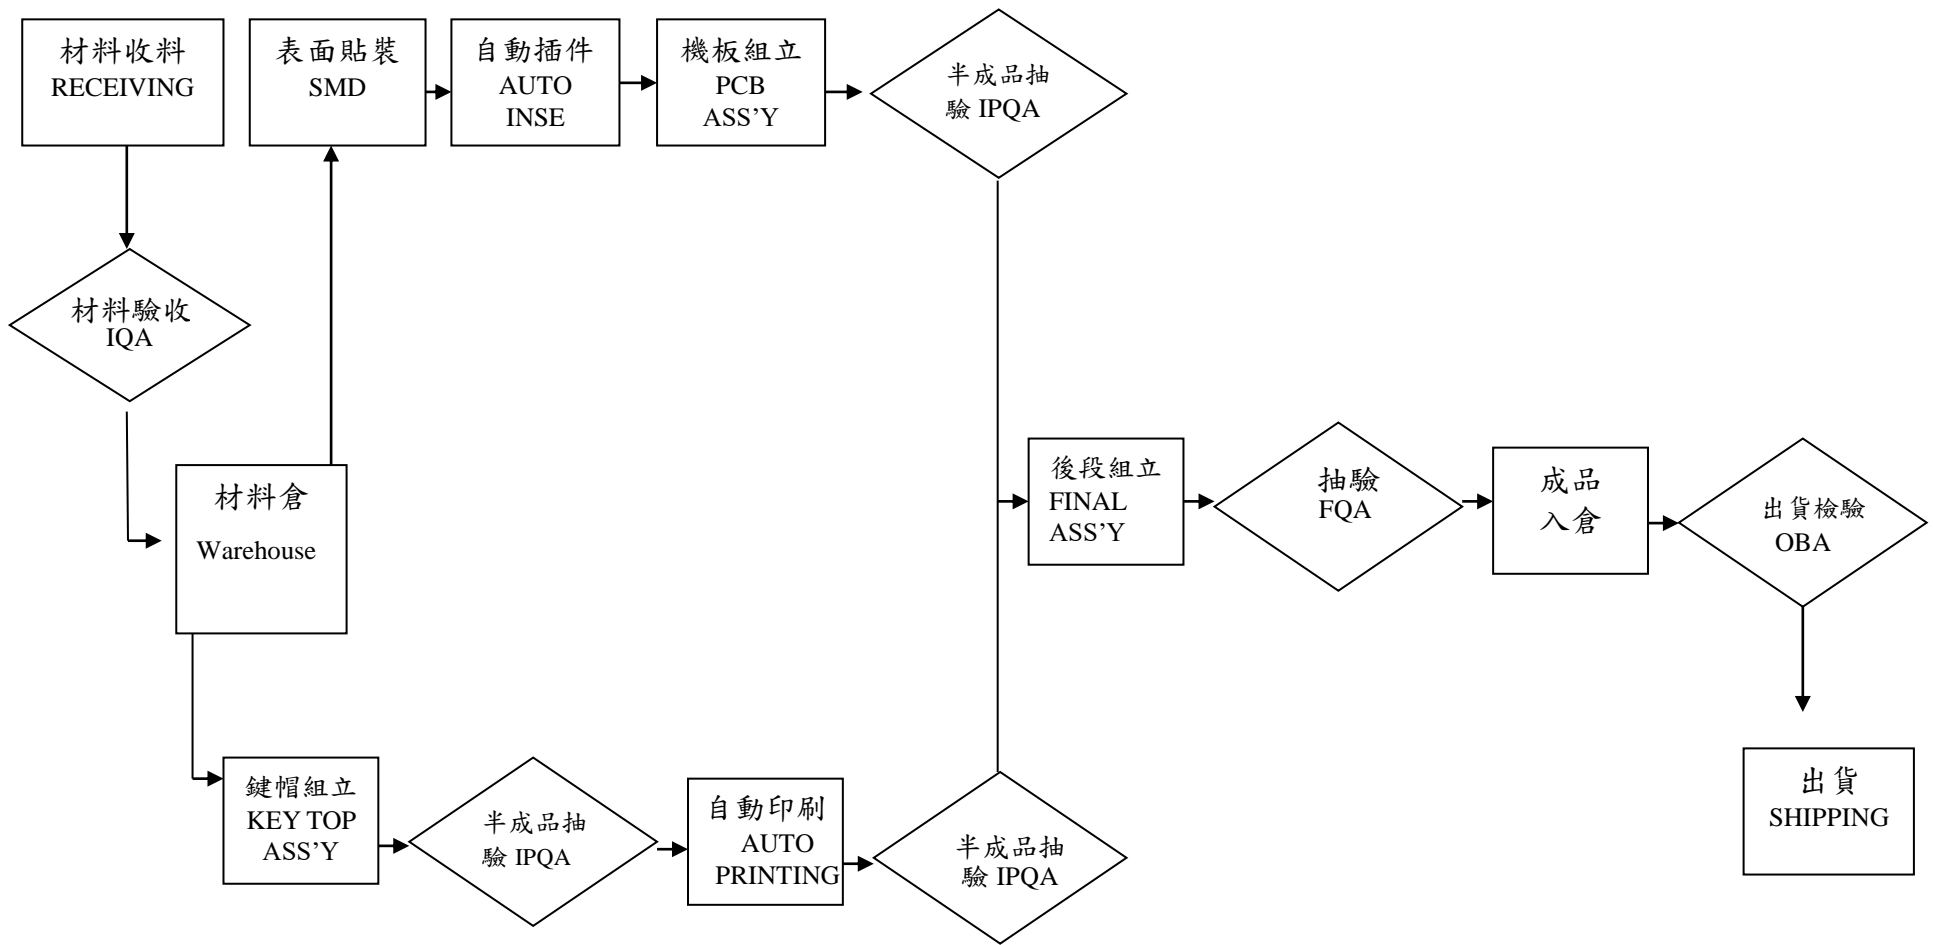 材料收料
RECEIVING
表面貼裝
SMD
自動插件
AUTO
INSE
機板組立
PCB
ASS'Y
半成品抽
驗 IPQA
材料驗收
IQA
材料倉
Warehouse
後段組立
FINAL
ASS'Y
抽驗
FQA
成品
入倉
出貨檢驗
OBA
鍵帽組立
KEY TOP
ASS'Y
半成品抽
驗 IPQA
自動印刷
AUTO
PRINTING
半成品抽
驗 IPQA
出貨
SHIPPING